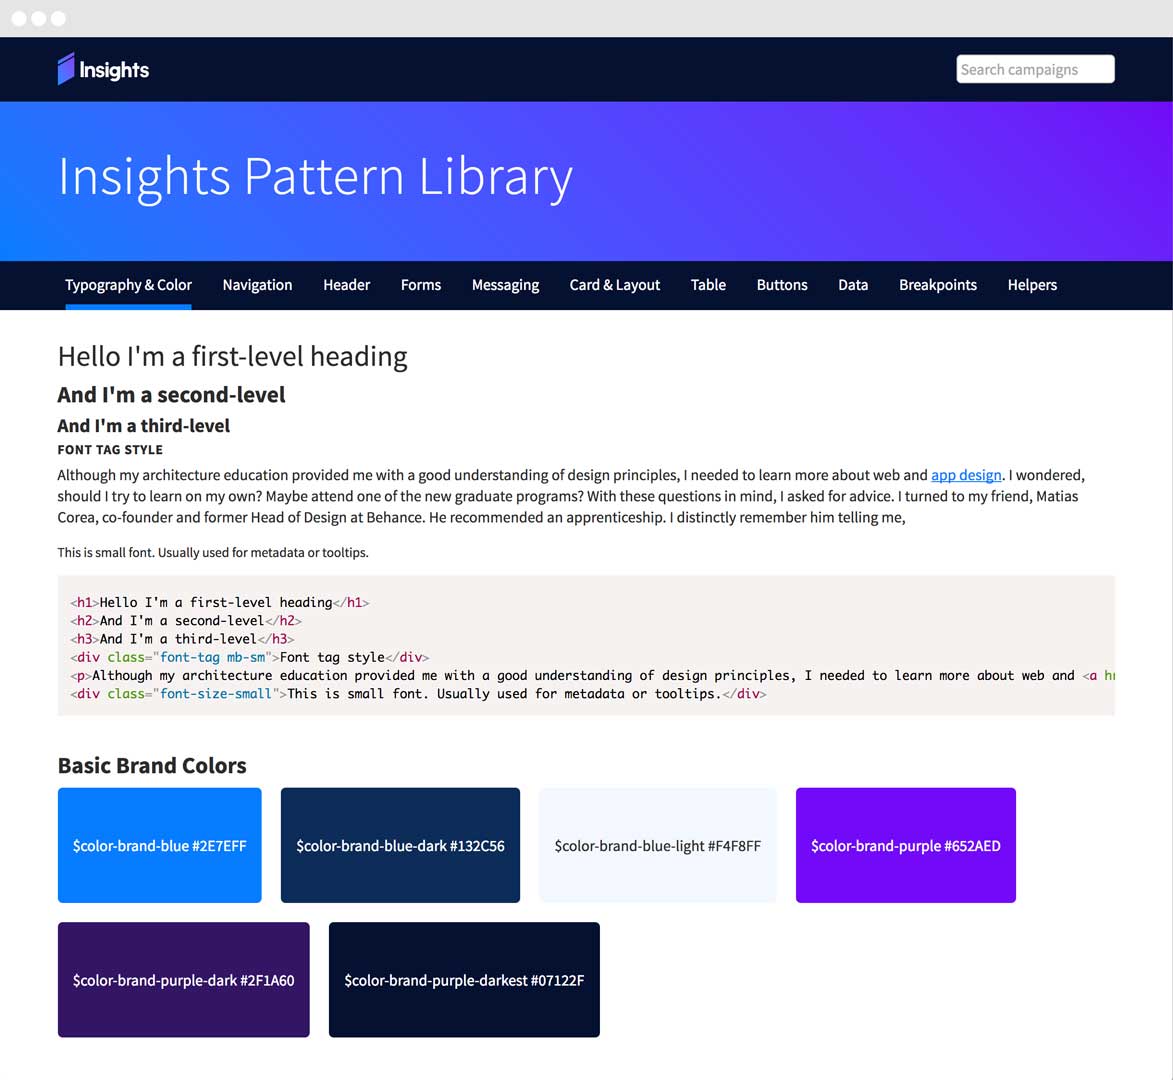 Insights
Search campaigns
Insights Pattern Library
Typography & Color Navigation Header Forms Messaging Card & Layout Table Buttons Data Breakpoints Helpers
Hello I'm a first-level heading
And I'm a second-level
And I'm a third-level
FONT TAG STYLE
Although my architecture education provided me with a good understanding of design principles, I needed to learn more about web and app design. I wondered,
should I try to learn on my own? Maybe attend one of the new graduate programs? With these questions in mind, I asked for advice. I turned to my friend, Matias
Corea, co-founder and former Head of Design at Behance. He recommended an apprenticeship. I distinctly remember him telling me,
This is small font. Usually used for metadata or tooltips.
<h1>Hello I'm a first-level heading</h1>
<h2>And I'm a second-level</h2>
<h3>And I'm a third-level</h3>
<div class="font-tag mb-sm">Font tag style</div>
<p>Although my architecture education provided me with a good understanding of design principles, I needed to learn more about web and <a
<div class="font-size-small">This is small font. Usually used for metadata or tooltips.</div>
Basic Brand Colors
$color-brand-blue #2E7EFF
$color-brand-blue-dark #132C56
$color-brand-blue-light #F4F8FF
$color-brand-purple #652AED
$color-brand-purple-dark #2F1A60
$color-brand-purple-darkest #07122F